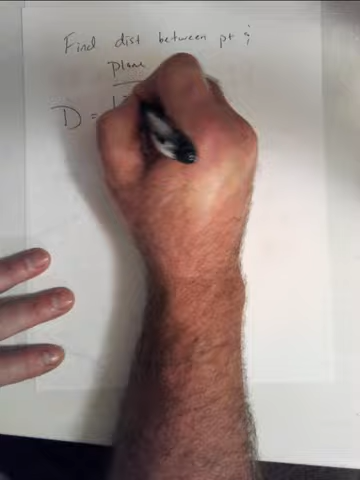 Find dist between pt &
plane
D =